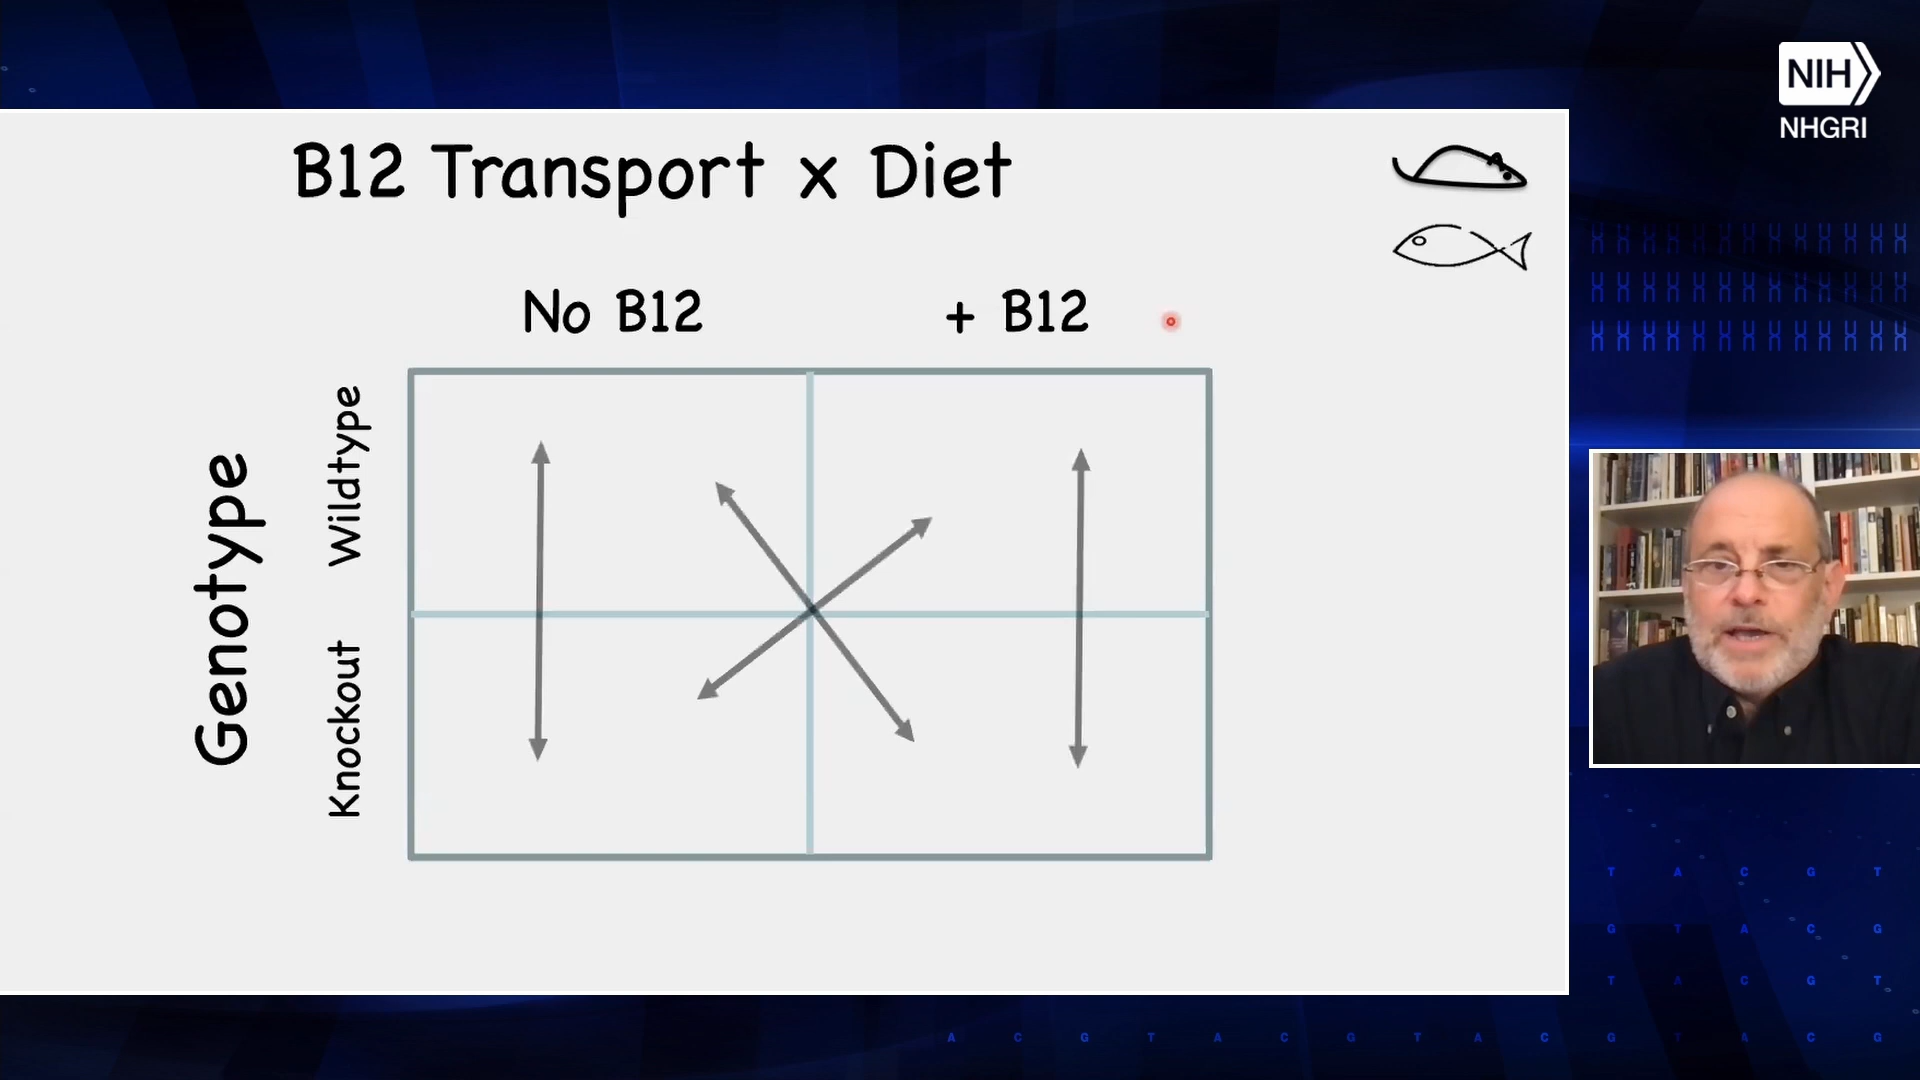 NIH
NHGRI
B12 Transport x Diet
No B12
+ B12
Genotype
Wildtype
Knockout
T A C G T
G T A C G
T A C G T
A C G T A C G T A C G T A C G